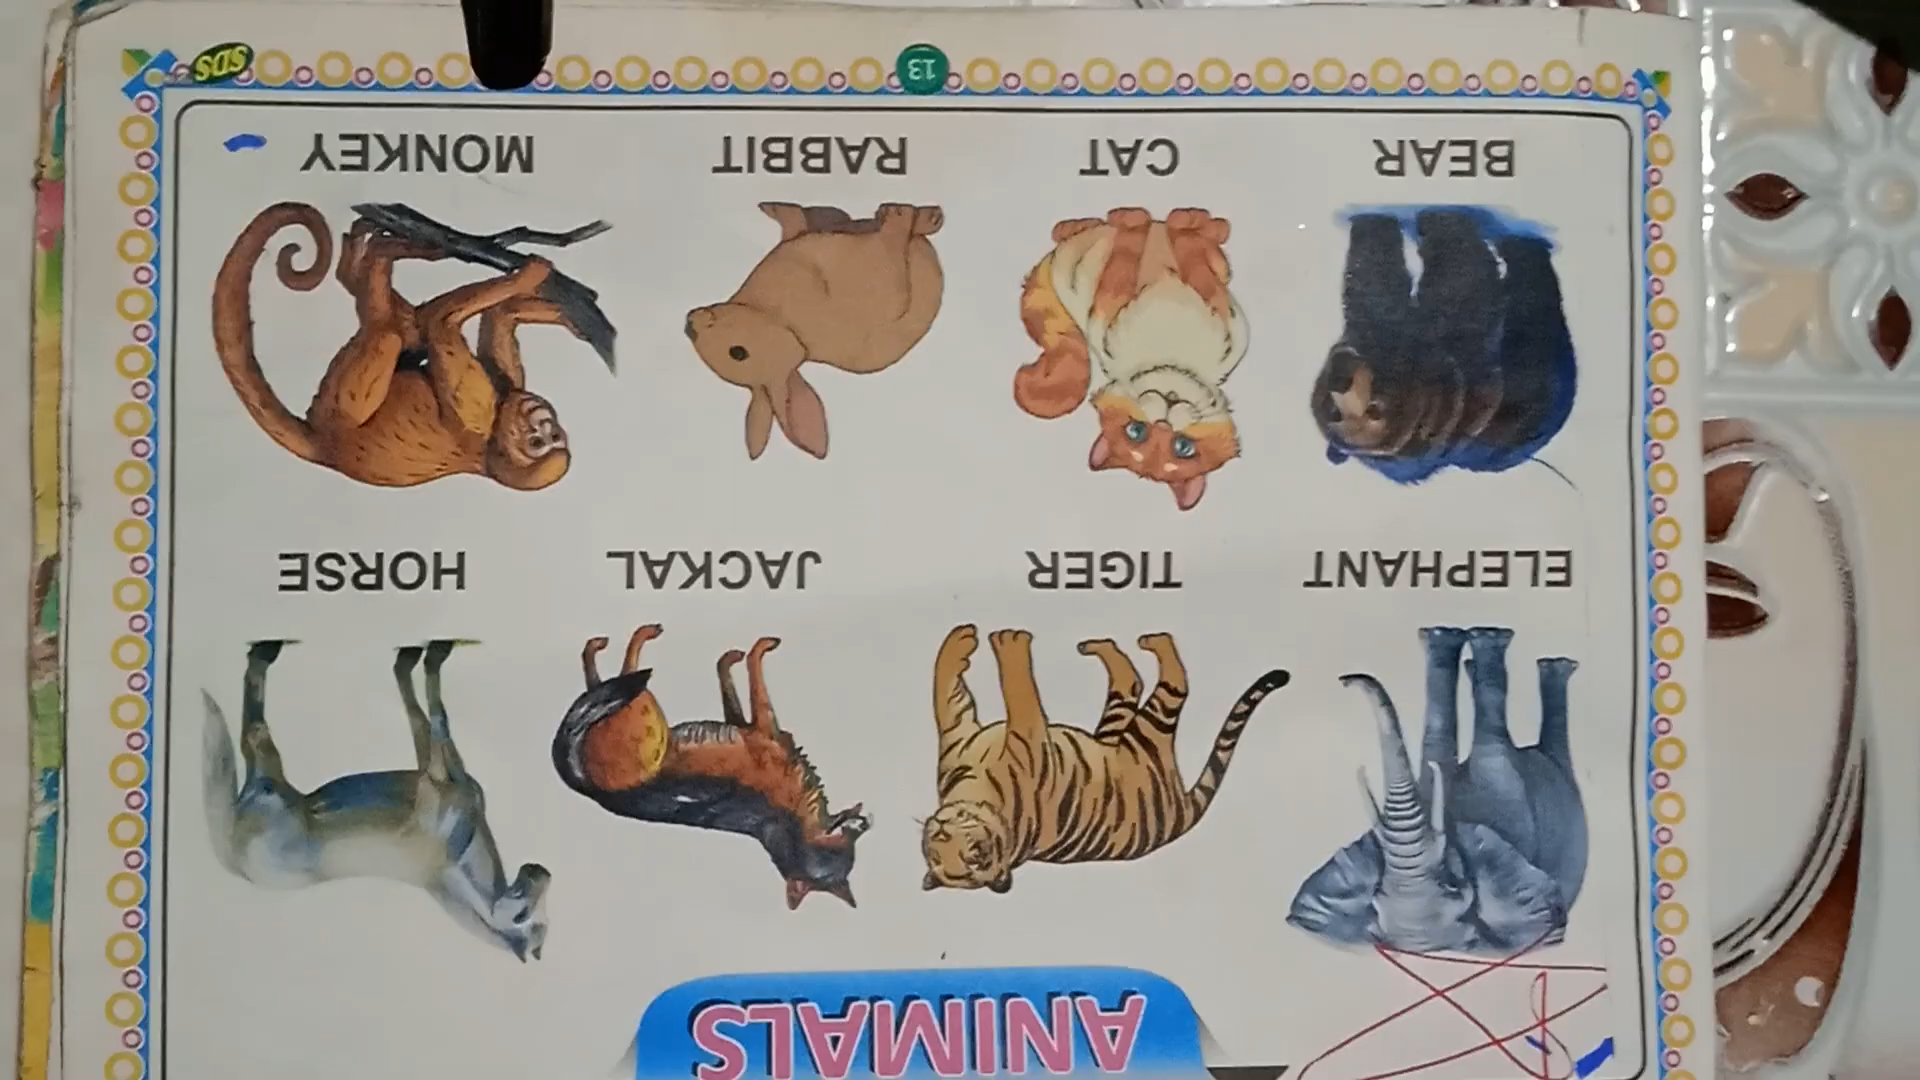 ANIMALS
ELEPHANT TIGER JACKAL HORSE
BEAR CAT RABBIT MONKEY
13
SDS